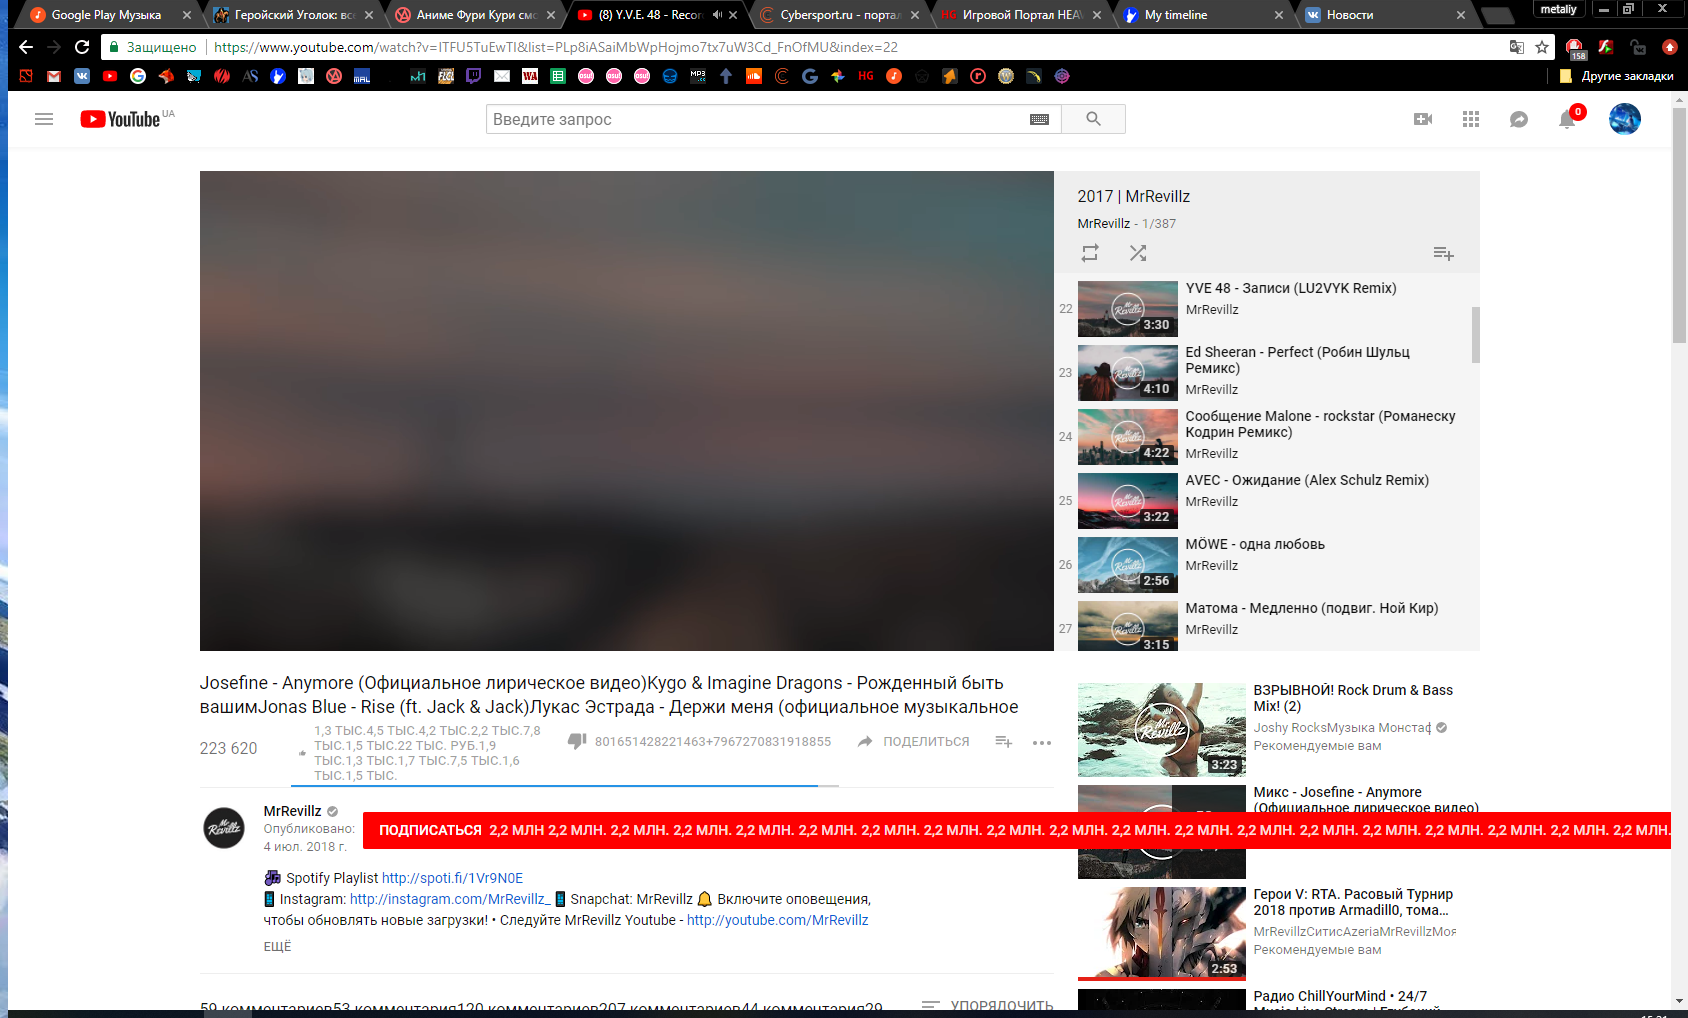 Google Play Музыка
Геройский Уголок: все
Аниме Фури Кури смо
(8) Y.V.E. 48 - Recor
Cybersport.ru - портал
Игровой Портал HEA
My timeline
Новости
metaliy
Защищено
https://www.youtube.com/watch?v=ITFU5TuEwTI&list=PLp8iASaiMbWpHojmo7tx7uW3Cd_FnOfMU&index=22
158
Другие закладки
YouTube UA
Введите запрос
0
2017 | MrRevillz
MrRevillz - 1/387
22
YVE 48 - Записи (LU2VYK Remix)
MrRevillz
3:30
23
Ed Sheeran - Perfect (Робин Шульц
Ремикс)
MrRevillz
4:10
24
Сообщение Malone - rockstar (Романеску
Кодрин Ремикс)
MrRevillz
4:22
25
AVEC - Ожидание (Alex Schulz Remix)
MrRevillz
3:22
26
MÖWE - одна любовь
MrRevillz
2:56
27
Матома - Медленно (подвиг. Ной Кир)
MrRevillz
3:15
Josefine - Anymore (Официальное лирическое видео)Kygo & Imagine Dragons - Рожденный быть
вашимJonas Blue - Rise (ft. Jack & Jack)Лукас Эстрада - Держи меня (официальное музыкальное
223 620
1,3 ТЫС.4,5 ТЫС.4,2 ТЫС.2,2 ТЫС.7,8
ТЫС.1,5 ТЫС.22 ТЫС. РУБ.1,9
ТЫС.1,3 ТЫС.1,7 ТЫС.7,5 ТЫС.1,6
ТЫС.1,5 ТЫС.
801651428221463+7967270831918855
ПОДЕЛИТЬСЯ
MrRevillz
Опубликовано:
4 июл. 2018 г.
ПОДПИСАТЬСЯ 2,2 МЛН 2,2 МЛН. 2,2 МЛН. 2,2 МЛН. 2,2 МЛН. 2,2 МЛН. 2,2 МЛН. 2,2 МЛН. 2,2 МЛН. 2,2 МЛН. 2,2 МЛН. 2,2 МЛН. 2,2 МЛН. 2,2 МЛН. 2,2 МЛН. 2,2 МЛН. 2,2 МЛН. 2,2 МЛН. 2,2 МЛН.
Spotify Playlist http://spoti.fi/1Vr9N0E
Instagram: http://instagram.com/MrRevillz_ Snapchat: MrRevillz Включите оповещения,
чтобы обновлять новые загрузки! • Следуйте MrRevillz Youtube - http://youtube.com/MrRevillz
ЕЩЁ
59 комментариев53 комментария120 комментариев207 комментариев44 комментария29
УПОРЯДОЧИТЬ
ВЗРЫВНОЙ! Rock Drum & Bass
Mix! (2)
Joshy RocksМузыка Монстаф
Рекомендуемые вам
3:23
Микс - Josefine - Anymore
(Официальное лирическое видео)
Герои V: RTA. Расовый Турнир
2018 против Armadill0, тома...
MrRevillzСитисAzeriaMrRevillzМоя
Рекомендуемые вам
2:53
Радио ChillYourMind • 24/7